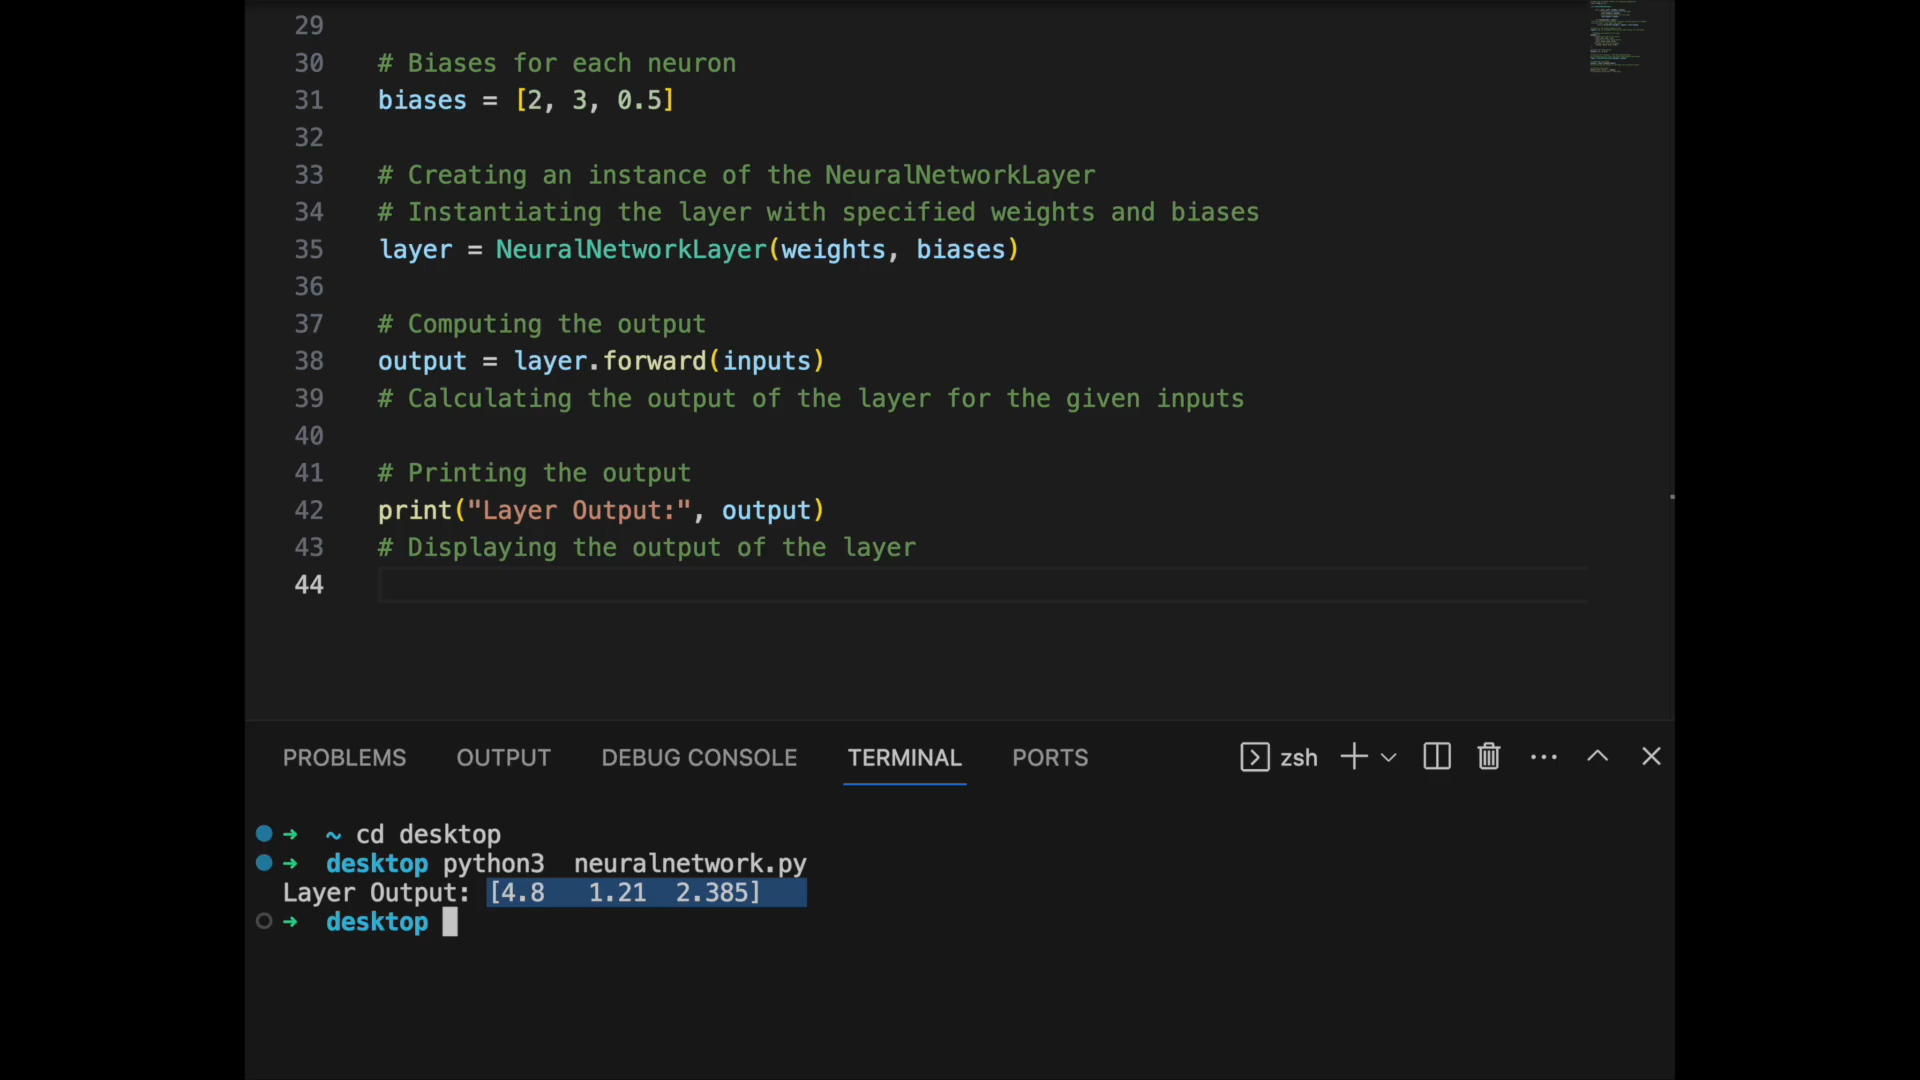 29
30 # Biases for each neuron
31 biases = [2, 3, 0.5]
32
33 # Creating an instance of the NeuralNetworkLayer
34 # Instantiating the layer with specified weights and biases
35 layer = NeuralNetworkLayer(weights, biases)
36
37 # Computing the output
38 output = layer.forward(inputs)
39 # Calculating the output of the layer for the given inputs
40
41 # Printing the output
42 print("Layer Output:", output)
43 # Displaying the output of the layer
44
PROBLEMS OUTPUT DEBUG CONSOLE TERMINAL PORTS zsh
➜ ~ cd desktop
➜ desktop python3  neuralnetwork.py
Layer Output: [4.8   1.21  2.385]
➜ desktop